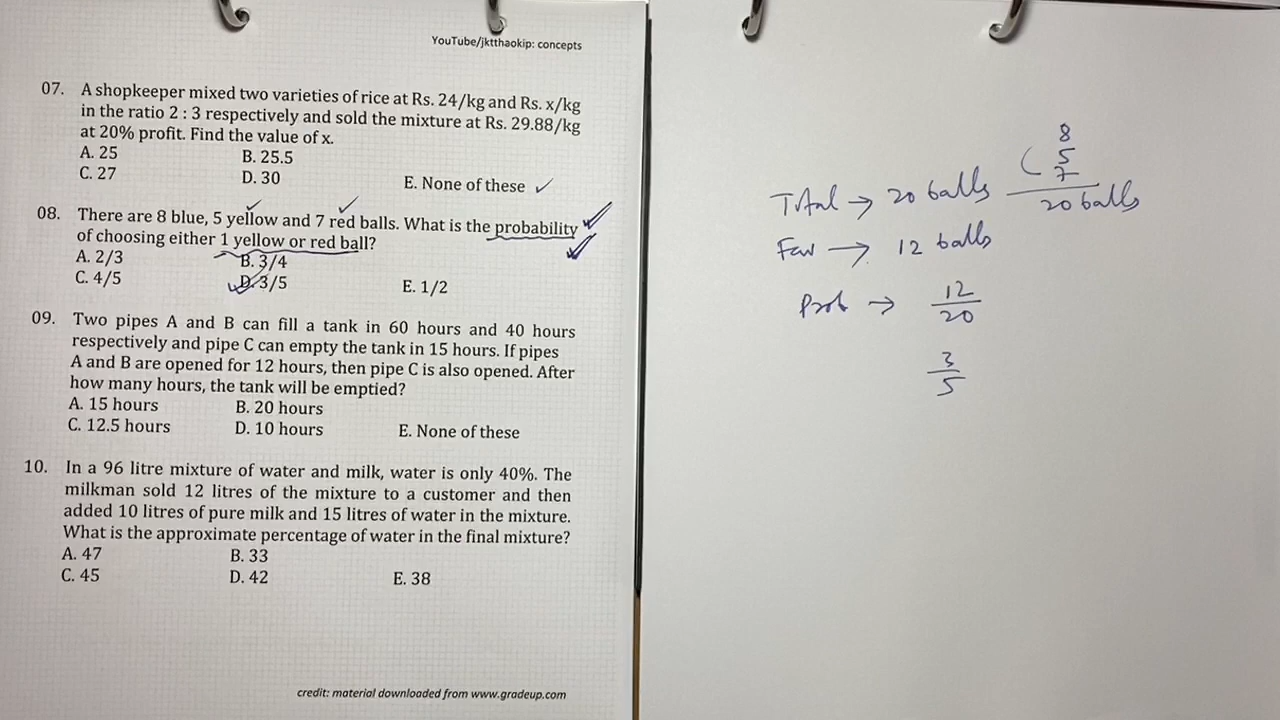 YouTube/jktthaokip: concepts
07. A shopkeeper mixed two varieties of rice at Rs. 24/kg and Rs. x/kg
in the ratio 2 : 3 respectively and sold the mixture at Rs. 29.88/kg
at 20% profit. Find the value of x.
A. 25 B. 25.5
C. 27 D. 30 E. None of these
08. There are 8 blue, 5 yellow and 7 red balls. What is the probability
of choosing either 1 yellow or red ball?
A. 2/3 B. 3/4
C. 4/5 D. 3/5 E. 1/2
09. Two pipes A and B can fill a tank in 60 hours and 40 hours
respectively and pipe C can empty the tank in 15 hours. If pipes
A and B are opened for 12 hours, then pipe C is also opened. After
how many hours, the tank will be emptied?
A. 15 hours B. 20 hours
C. 12.5 hours D. 10 hours E. None of these
10. In a 96 litre mixture of water and milk, water is only 40%. The
milkman sold 12 litres of the mixture to a customer and then
added 10 litres of pure milk and 15 litres of water in the mixture.
What is the approximate percentage of water in the final mixture?
A. 47 B. 33
C. 45 D. 42 E. 38
credit: material downloaded from www.gradeup.com
8
( 5
7
Total → 20 balls
20 balls
Fav → 12 balls
Prob → 12
20
3
5